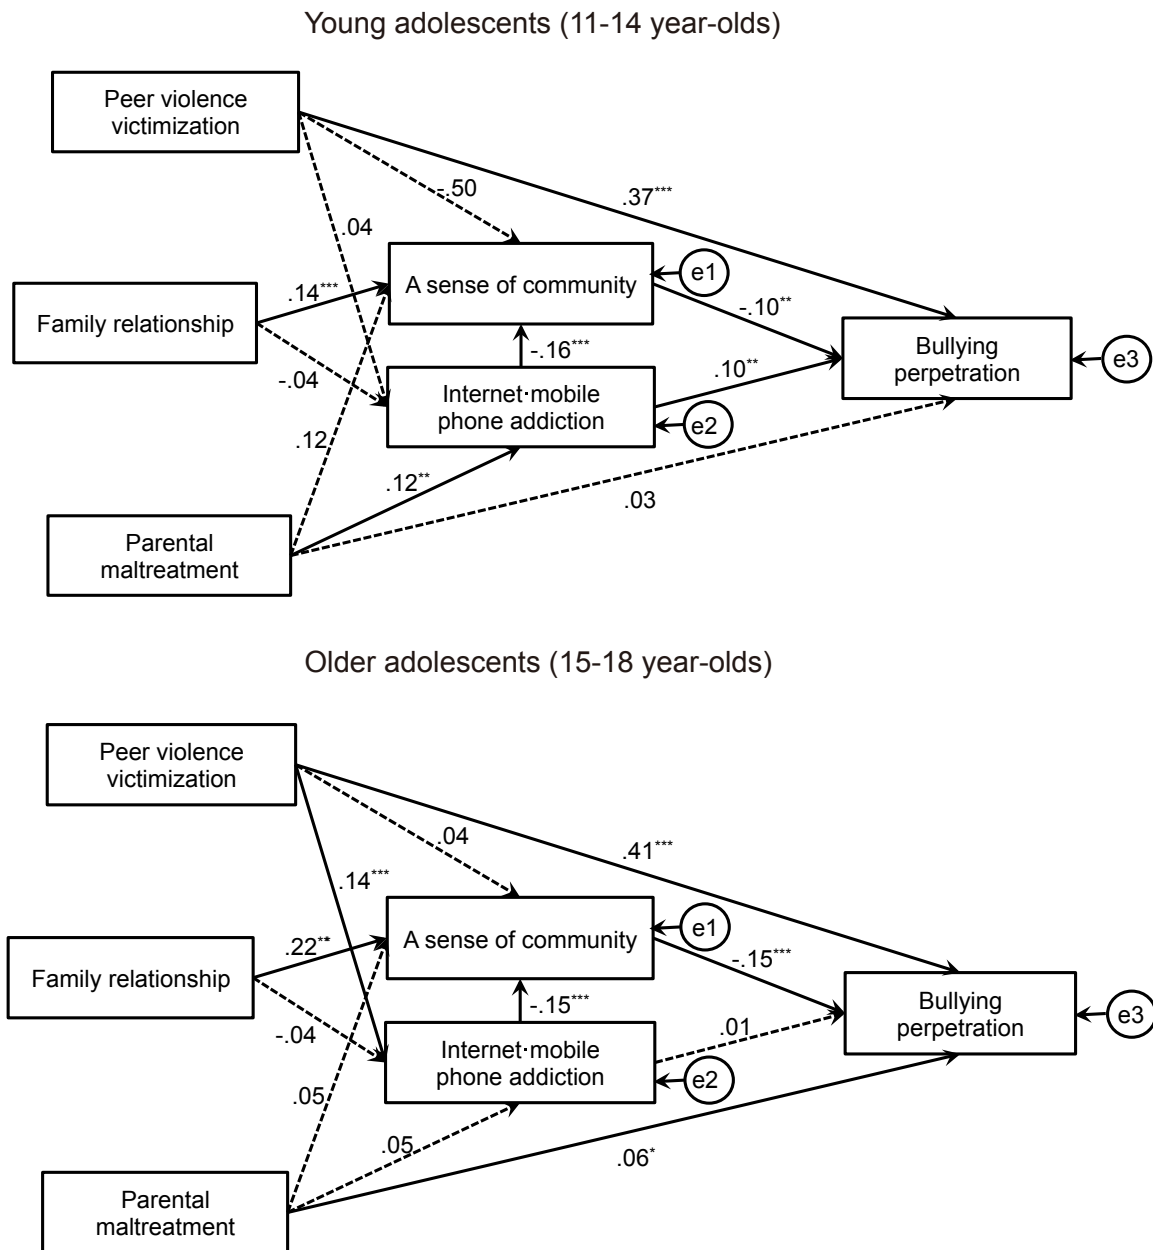 Young adolescents (11-14 year-olds)
Peer violence
victimization
-.50
.37***
.04
A sense of community
e1
.14***
Family relationship
-.10**
Bullying
perpetration
e3
-.16***
-.04
.10**
Internet·mobile
phone addiction
e2
.12
.12**
.03
Parental
maltreatment
Older adolescents (15-18 year-olds)
Peer violence
victimization
.04
.41***
.14***
A sense of community
e1
.22**
Family relationship
-.15***
Bullying
perpetration
e3
-.15***
-.04
.01
Internet·mobile
phone addiction
e2
.05
.05
.06*
Parental
maltreatment